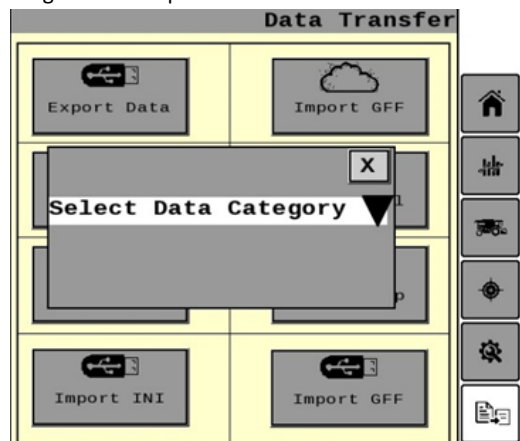 Data Transfer
Export Data
Import GFF
X
Select Data Category
Import INI
Import GFF